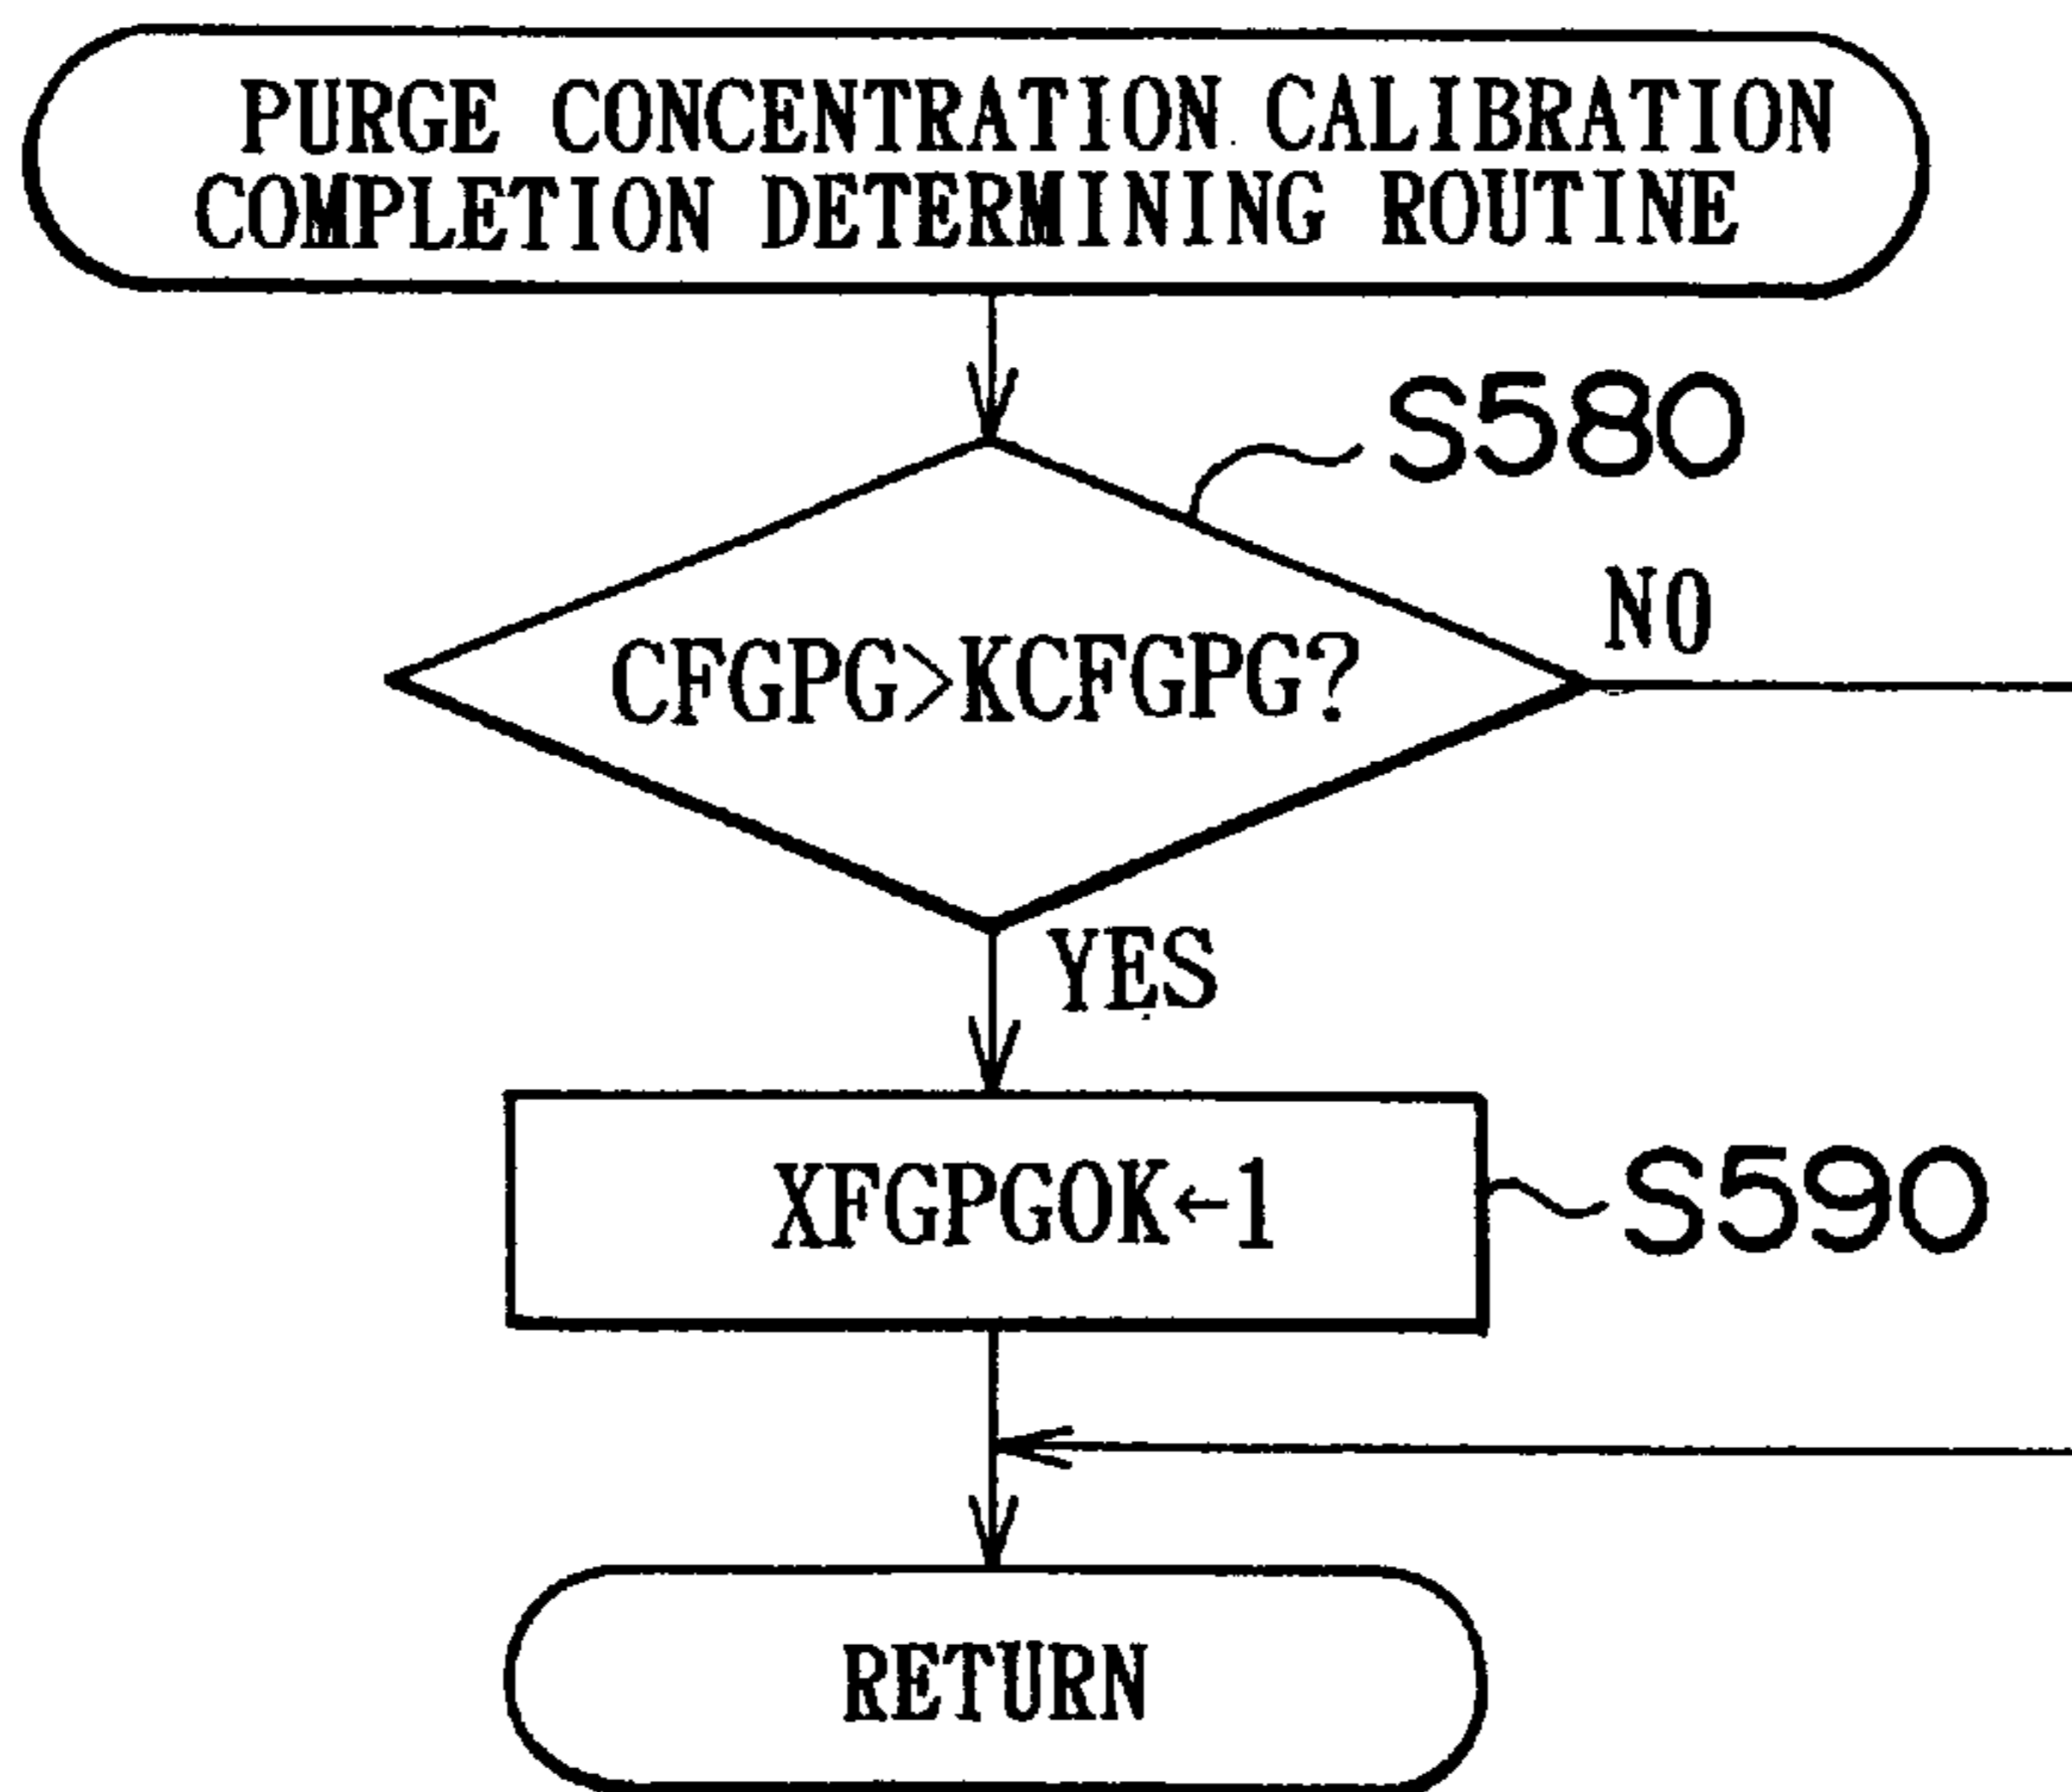 PURGE CONCENTRATION CALIBRATION
COMPLETION DETERMINING ROUTINE
S580
NO
CFGPG>KCFGPG?
YES
XFGPGOK←1
S590
RETURN